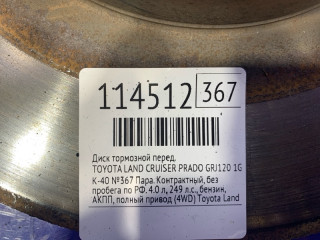 114512 367
Диск тормозной перед.
TOYOTA LAND CRUISER PRADO GRJ120 1G
K-40 №367 Пара. Контрактный, без
пробега по РФ. 4.0 л, 249 л.с., бензин,
АКПП, полный привод (4WD) Toyota Land